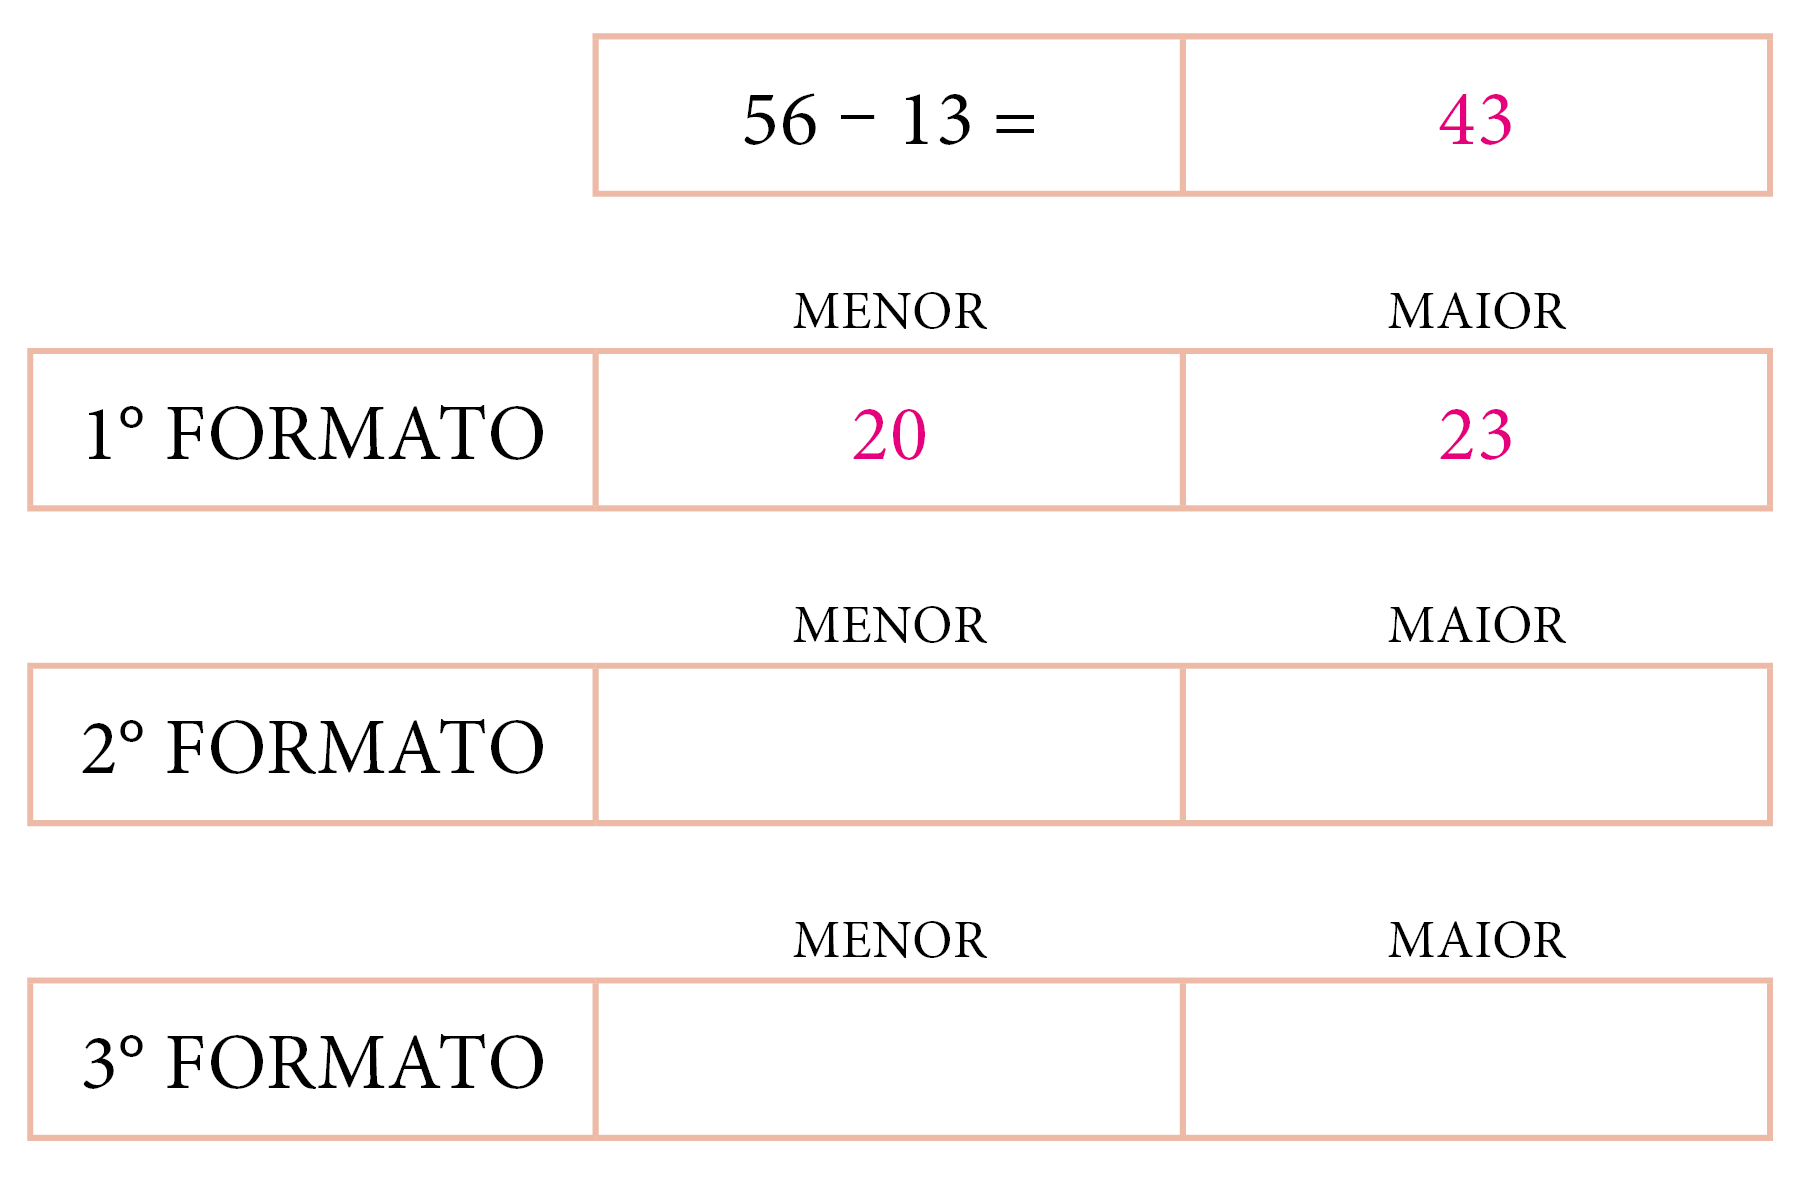 56 − 13 = 43
MENOR MAIOR
1° FORMATO 20 23
MENOR MAIOR
2° FORMATO
MENOR MAIOR
3° FORMATO